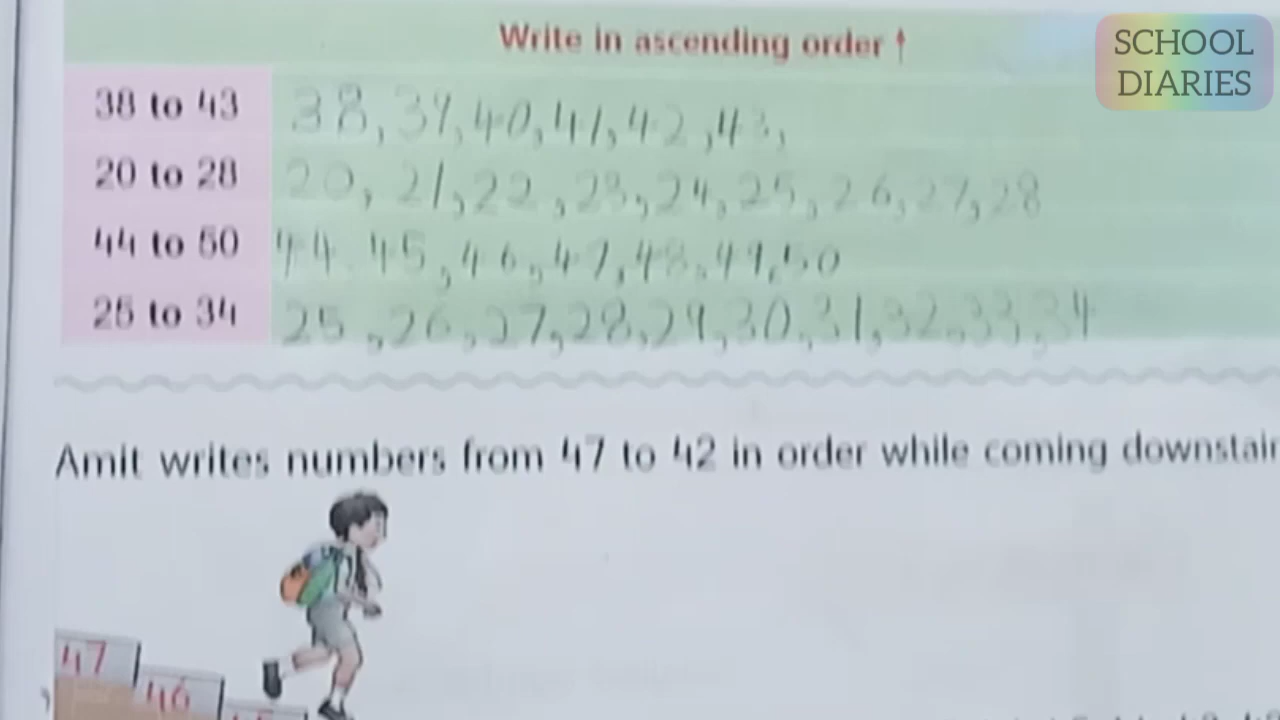 Write in ascending order ↑
SCHOOL
DIARIES
38 to 43 38, 39, 40, 41, 42, 43,
20 to 28 20, 21, 22, 23, 24, 25, 26, 27, 28
44 to 50 44 45, 46, 47, 48, 49, 50
25 to 34 25, 26, 27, 28, 29, 30, 31, 32, 33, 34
Amit writes numbers from 47 to 42 in order while coming downstair
47
46